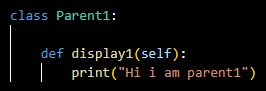 class Parent1:
def display1(self):
print("Hi i am parent1")